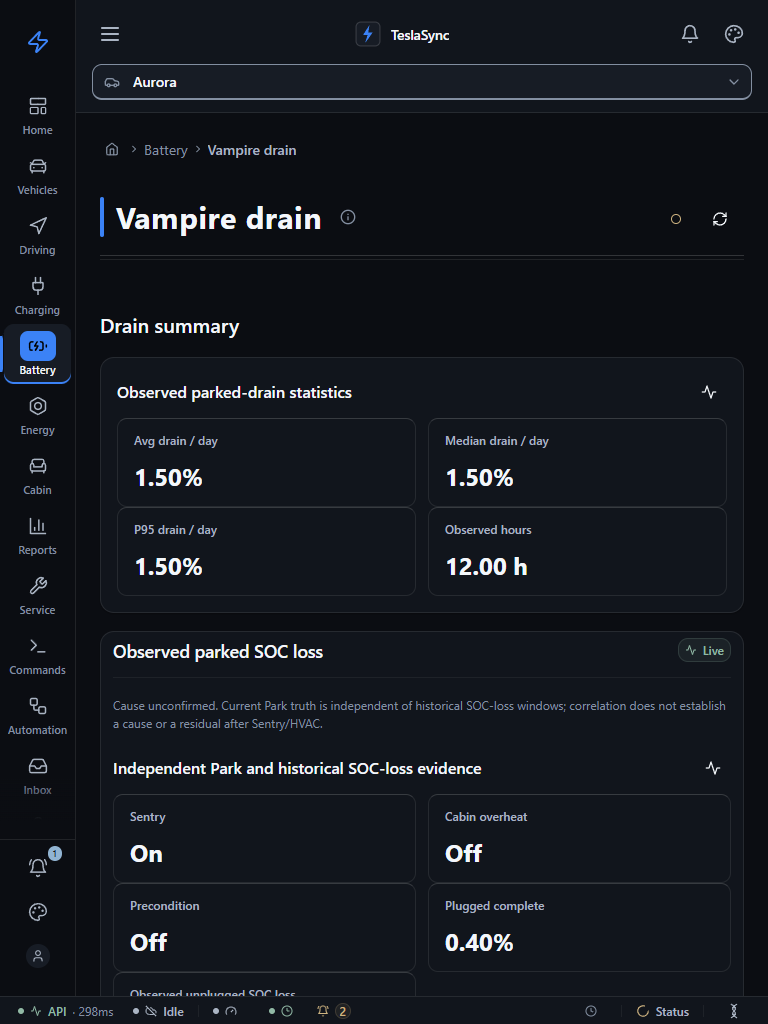 TeslaSync
Aurora
Home
Vehicles
Driving
Charging
Battery
Energy
Cabin
Reports
Service
Commands
Automation
Inbox
1
Battery
Vampire drain
Vampire drain
Drain summary
Observed parked-drain statistics
Avg drain / day
1.50%
Median drain / day
1.50%
P95 drain / day
1.50%
Observed hours
12.00 h
Observed parked SOC loss
Live
Cause unconfirmed. Current Park truth is independent of historical SOC-loss windows; correlation does not establish
a cause or a residual after Sentry/HVAC.
Independent Park and historical SOC-loss evidence
Sentry
On
Cabin overheat
Off
Precondition
Off
Plugged complete
0.40%
Observed unplugged SOC loss
API · 298ms
Idle
2
Status